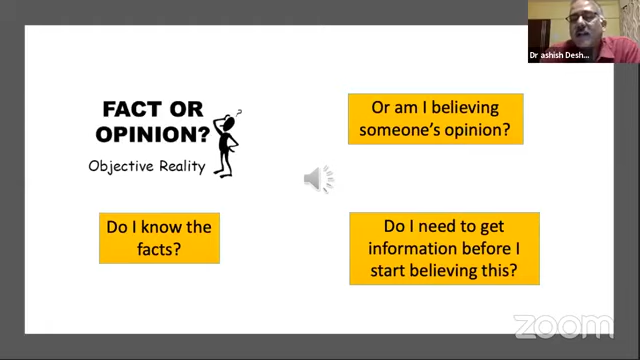 Dr ashish Desh...
FACT OR
OPINION?
Objective Reality
?
Or am I believing
someone's opinion?
Do I know the
facts?
Do I need to get
information before I
start believing this?
zoom